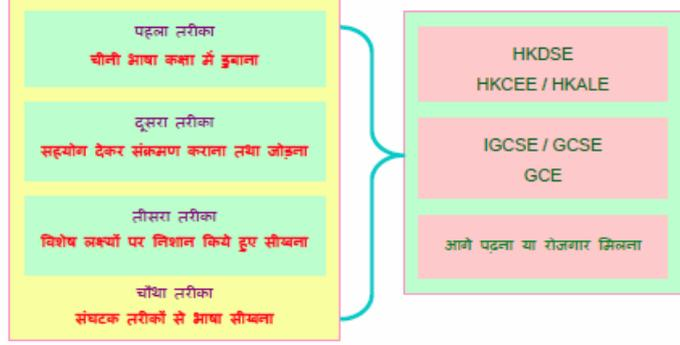 पहला तरीका
चीनी भाषा कक्षा में डुबाना
दूसरा तरीका
सहयोग देकर संक्रमण कराना तथा जोड़ना
तीसरा तरीका
विशेष लक्ष्यों पर निशान किये हुए सीखना
चौथा तरीका
संघटक तरीकों से भाषा सीखना
HKDSE
HKCEE / HKALE
IGCSE / GCSE
GCE
आगे पढ़ना या रोजगार मिलना